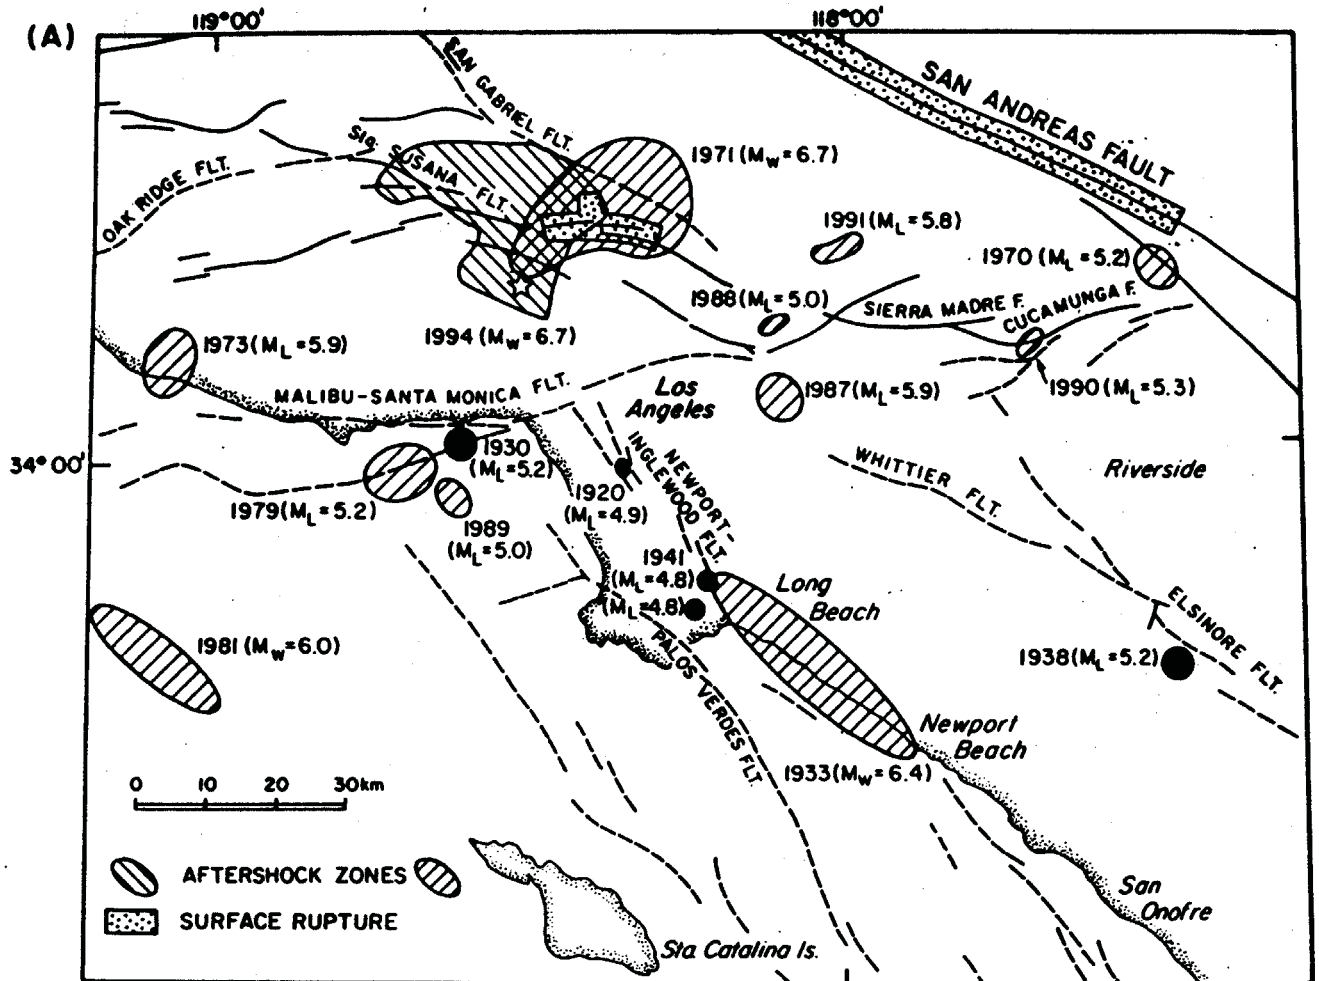 (A)
119°00'
118°00'
SAN GABRIEL FLT.
SAN ANDREAS FAULT
Sta. SUSANA FLT.
OAK RIDGE FLT.
1971 (Mw=6.7)
1991 (ML=5.8)
1970 (ML=5.2)
1988 (ML=5.0)
SIERRA MADRE F.
CUCAMUNGA F.
1994 (Mw=6.7)
1973 (ML=5.9)
MALIBU-SANTA MONICA FLT.
Los
Angeles
1987 (ML=5.9)
1990 (ML=5.3)
34°00'
1930
(ML=5.2)
NEWPORT-
INGLEWOOD FLT.
WHITTIER FLT.
Riverside
1979 (ML=5.2)
1920
(ML=4.9)
1989
(ML=5.0)
1941
(ML=4.8)
(ML=4.8)
Long
Beach
ELSINORE FLT.
1981 (Mw=6.0)
1938 (ML=5.2)
PALOS VERDES FLT.
Newport
Beach
1933 (Mw=6.4)
0 10 20 30km
AFTERSHOCK ZONES
SURFACE RUPTURE
San
Onofre
Sta. Catalina Is.